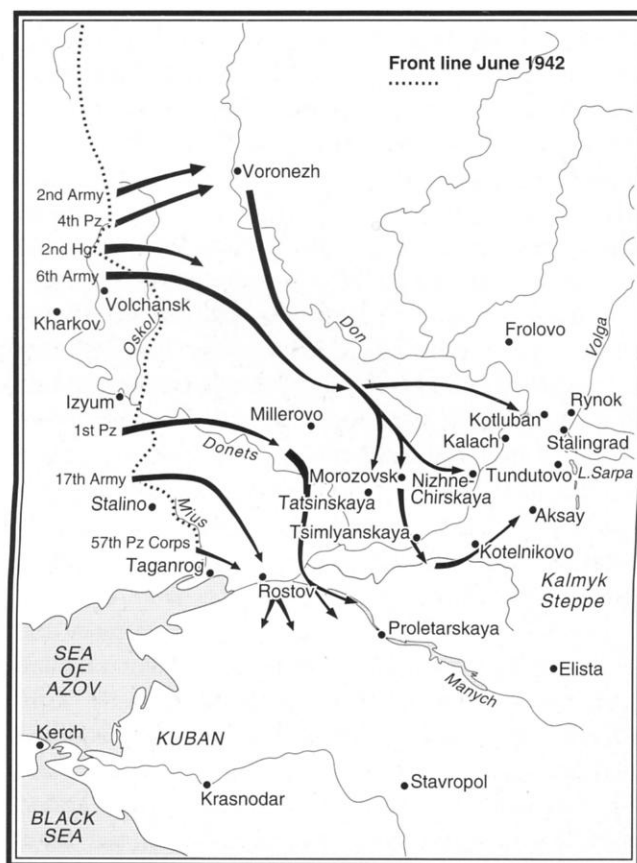 Front line June 1942
Voronezh
2nd Army
4th Pz
2nd Hg
6th Army
Volchansk
Kharkov
Oskol
Don
Frolovo
Volga
Izyum
1st Pz
Millerovo
Donets
Kotluban
Rynok
Kalach
Stalingrad
17th Army
Stalino
Mius
Morozovsk
Nizhne-
Chirskaya
Tundutovo
L.Sarpa
Tatsinskaya
Aksay
Tsimlyanskaya
57th Pz Corps
Taganrog
Kotelnikovo
Rostov
Kalmyk
Steppe
Proletarskaya
SEA
OF
AZOV
Elista
Manych
Kerch
KUBAN
Krasnodar
Stavropol
BLACK
SEA